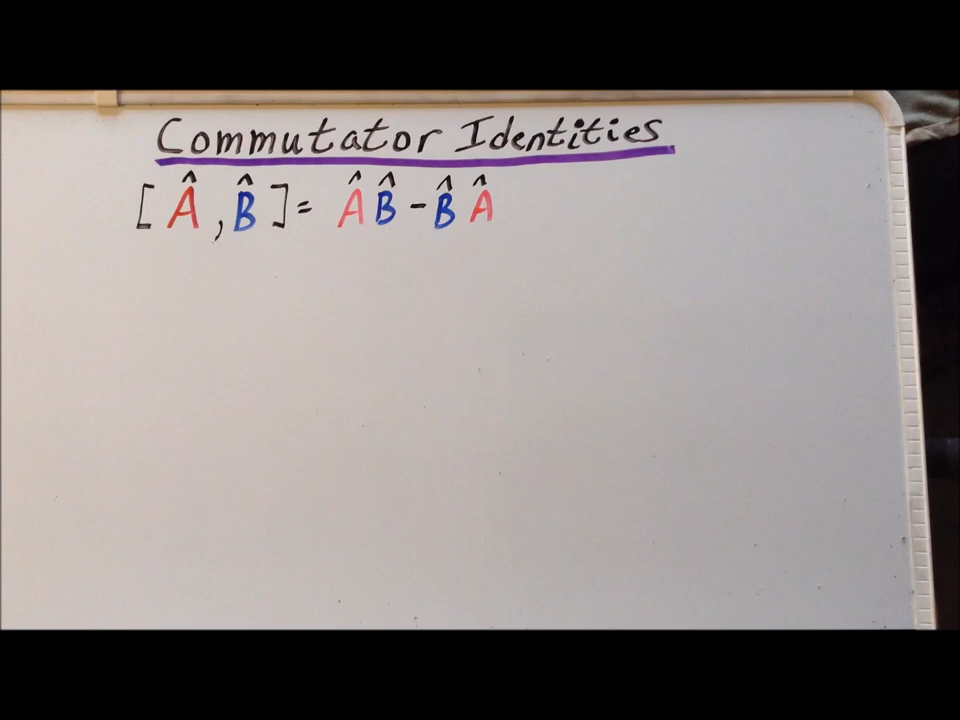 Commutator Identities
[Â, B̂] = ÂB̂ - B̂Â